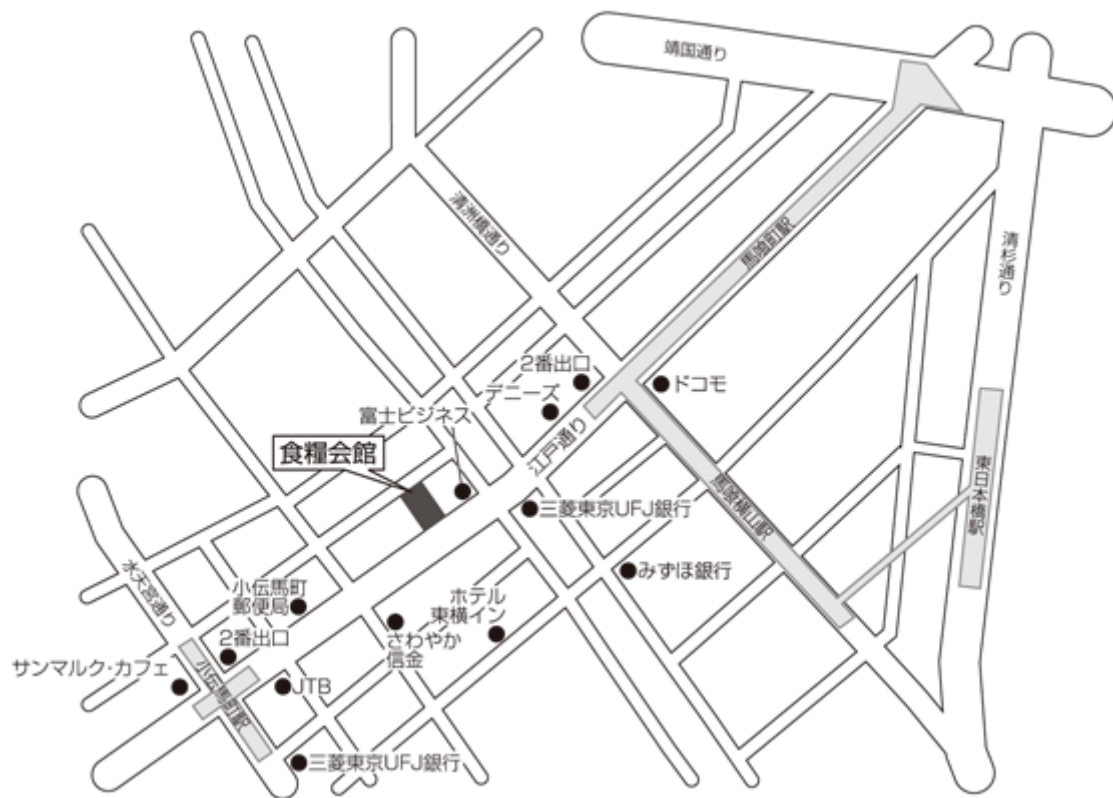 靖国通り
清洲橋通り
馬喰町駅
清杉通り
2番出口
デニーズ
ドコモ
富士ビジネス
江戸通り
食糧会館
三菱東京UFJ銀行
馬喰横山駅
東日本橋駅
みずほ銀行
水天宮通り
小伝馬町
郵便局
ホテル
東横イン
さわやか
信金
2番出口
サンマルク・カフェ
小伝馬町駅
JTB
三菱東京UFJ銀行